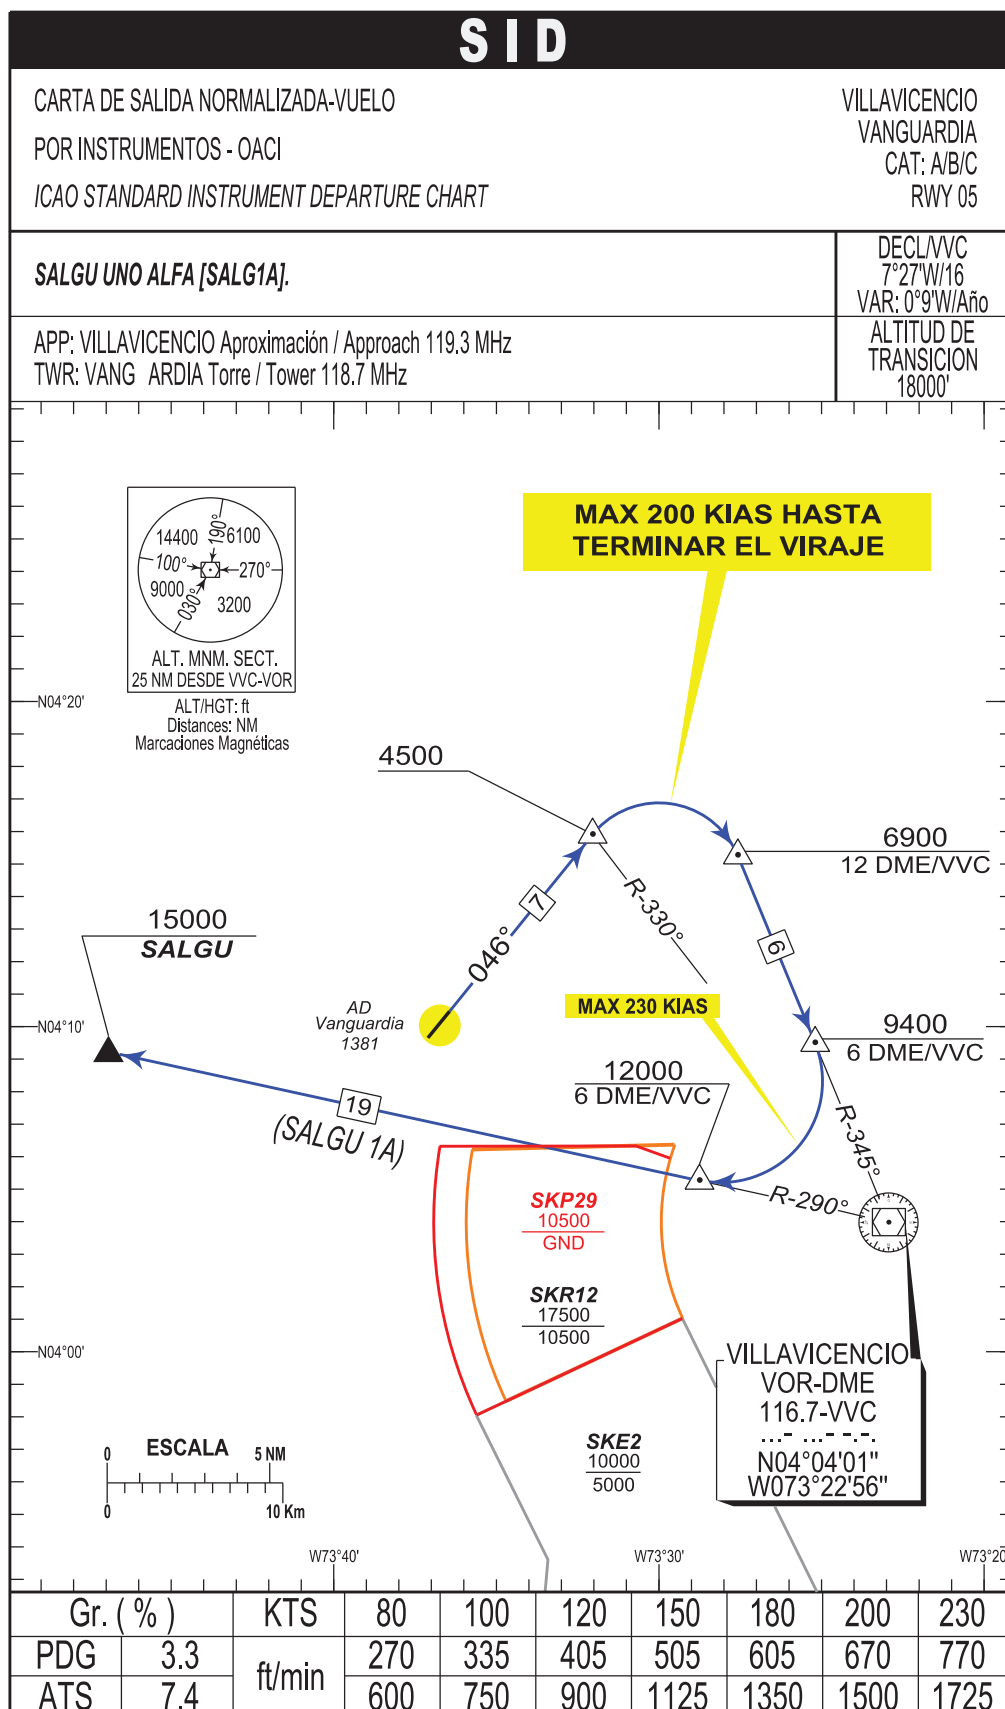 SID
CARTA DE SALIDA NORMALIZADA-VUELO
POR INSTRUMENTOS - OACI
ICAO STANDARD INSTRUMENT DEPARTURE CHART
VILLAVICENCIO
VANGUARDIA
CAT: A/B/C
RWY 05
SALGU UNO ALFA [SALG1A].
DECL/VVC
7°27'W/16
VAR: 0°9'W/Año
APP: VILLAVICENCIO Aproximación / Approach 119.3 MHz
TWR: VANG ARDIA Torre / Tower 118.7 MHz
ALTITUD DE
TRANSICION
18000'
MAX 200 KIAS HASTA
TERMINAR EL VIRAJE
14400
190°
6100
100°
270°
9000
030°
3200
ALT. MNM. SECT.
25 NM DESDE VVC-VOR
ALT/HGT: ft
Distances: NM
Marcaciones Magnéticas
N04°20'
4500
6900
12 DME/VVC
R-330°
7
046°
6
15000
SALGU
AD
Vanguardia
1381
MAX 230 KIAS
N04°10'
9400
6 DME/VVC
12000
6 DME/VVC
19
(SALGU 1A)
R-345°
R-290°
SKP29
10500
GND
SKR12
17500
10500
N04°00'
VILLAVICENCIO
VOR-DME
116.7-VVC
...- ...- -.-.
N04°04'01"
W073°22'56"
SKE2
10000
5000
0 ESCALA 5 NM
0 10 Km
W73°40' W73°30' W73°20'
Gr. ( % ) KTS 80 100 120 150 180 200 230
PDG 3.3 ft/min 270 335 405 505 605 670 770
ATS 7.4 600 750 900 1125 1350 1500 1725